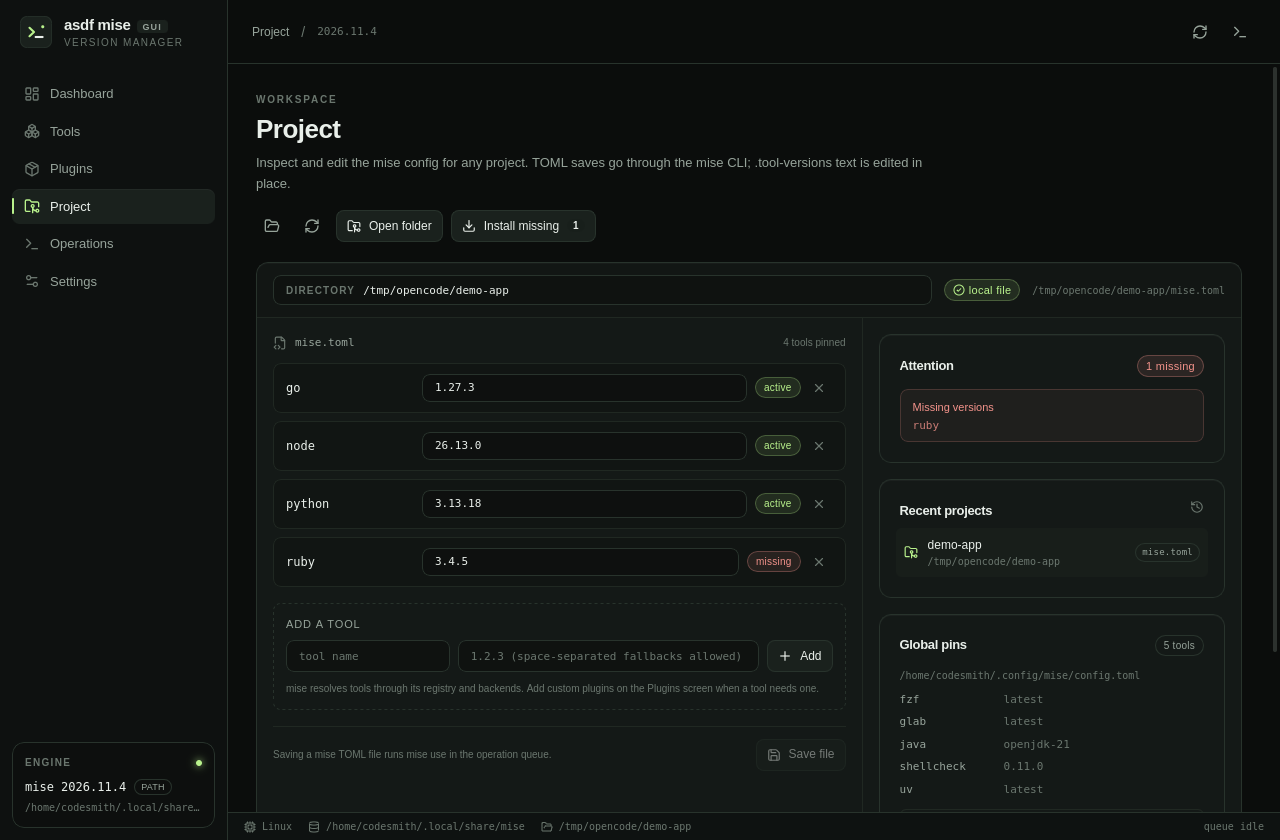 asdf mise GUI
VERSION MANAGER
Dashboard
Tools
Plugins
Project
Operations
Settings
ENGINE
mise 2026.11.4 PATH
/home/codesmith/.local/share…
Project / 2026.11.4
WORKSPACE
Project
Inspect and edit the mise config for any project. TOML saves go through the mise CLI; .tool-versions text is edited in
place.
Open folder
Install missing 1
DIRECTORY /tmp/opencode/demo-app
local file
/tmp/opencode/demo-app/mise.toml
mise.toml
4 tools pinned
go 1.27.3 active
node 26.13.0 active
python 3.13.18 active
ruby 3.4.5 missing
ADD A TOOL
tool name
1.2.3 (space-separated fallbacks allowed)
Add
mise resolves tools through its registry and backends. Add custom plugins on the Plugins screen when a tool needs one.
Saving a mise TOML file runs mise use in the operation queue.
Save file
Attention
1 missing
Missing versions
ruby
Recent projects
demo-app
/tmp/opencode/demo-app
mise.toml
Global pins
5 tools
/home/codesmith/.config/mise/config.toml
fzf latest
glab latest
java openjdk-21
shellcheck 0.11.0
uv latest
Linux
/home/codesmith/.local/share/mise
/tmp/opencode/demo-app
queue idle